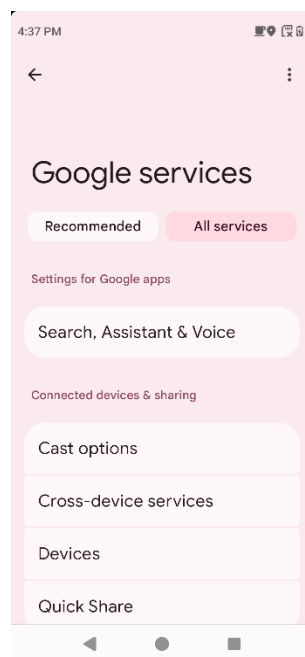 4:37 PM
Google services
Recommended
All services
Settings for Google apps
Search, Assistant & Voice
Connected devices & sharing
Cast options
Cross-device services
Devices
Quick Share